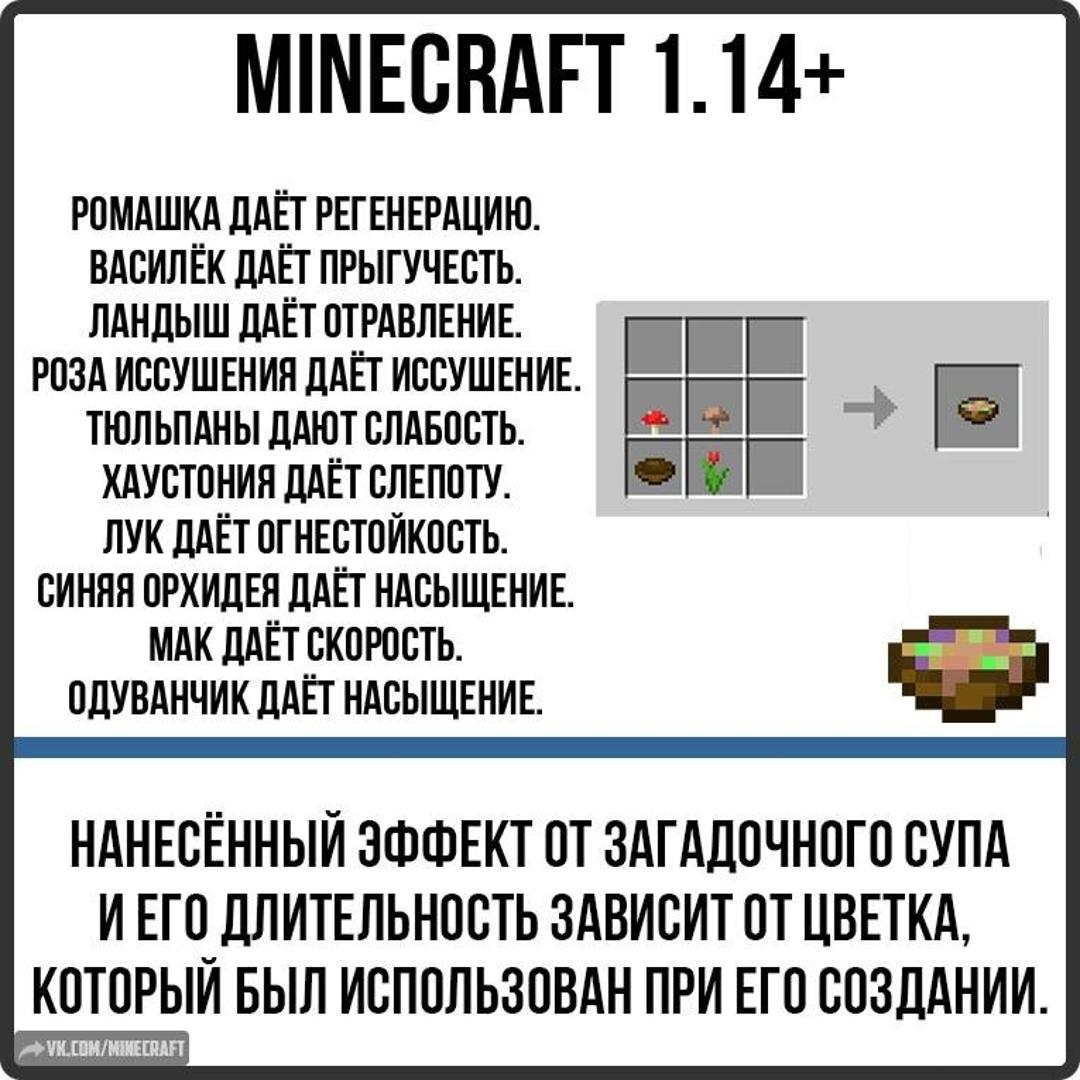 MINECRAFT 1.14+
РОМАШКА ДАЁТ РЕГЕНЕРАЦИЮ.
ВАСИЛЁК ДАЁТ ПРЫГУЧЕСТЬ.
ЛАНДЫШ ДАЁТ ОТРАВЛЕНИЕ.
РОЗА ИССУШЕНИЯ ДАЁТ ИССУШЕНИЕ.
ТЮЛЬПАНЫ ДАЮТ СЛАБОСТЬ.
ХАУСТОНИЯ ДАЁТ СЛЕПОТУ.
ЛУК ДАЁТ ОГНЕСТОЙКОСТЬ.
СИНЯЯ ОРХИДЕЯ ДАЁТ НАСЫЩЕНИЕ.
МАК ДАЁТ СКОРОСТЬ.
ОДУВАНЧИК ДАЁТ НАСЫЩЕНИЕ.
НАНЕСЁННЫЙ ЭФФЕКТ ОТ ЗАГАДОЧНОГО СУПА
И ЕГО ДЛИТЕЛЬНОСТЬ ЗАВИСИТ ОТ ЦВЕТКА,
КОТОРЫЙ БЫЛ ИСПОЛЬЗОВАН ПРИ ЕГО СОЗДАНИИ.
VK.COM/MINECRAFT